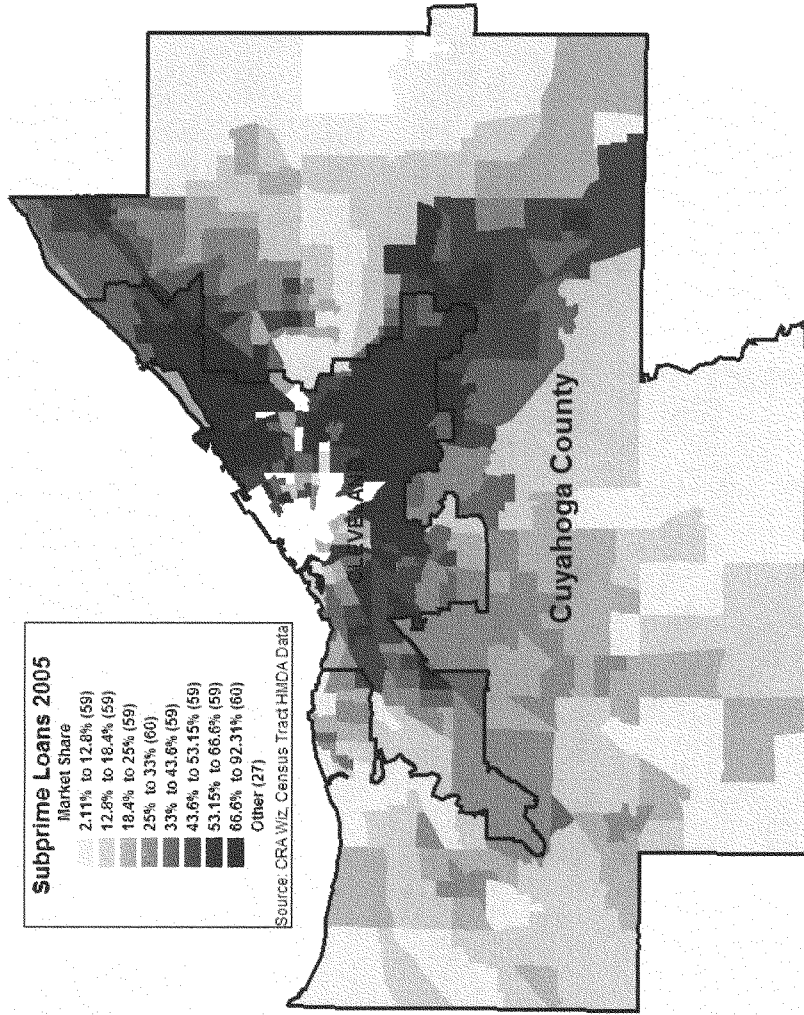 Subprime Loans 2005
Market Share
2.11% to 12.8% (59)
12.8% to 18.4% (59)
18.4% to 25% (59)
25% to 33% (60)
33% to 43.6% (59)
43.6% to 53.15% (59)
53.15% to 66.6% (59)
66.6% to 92.31% (60)
Other (27)
Source: CRA Wiz, Census Tract HMDA Data
CLEVELAND
Cuyahoga County